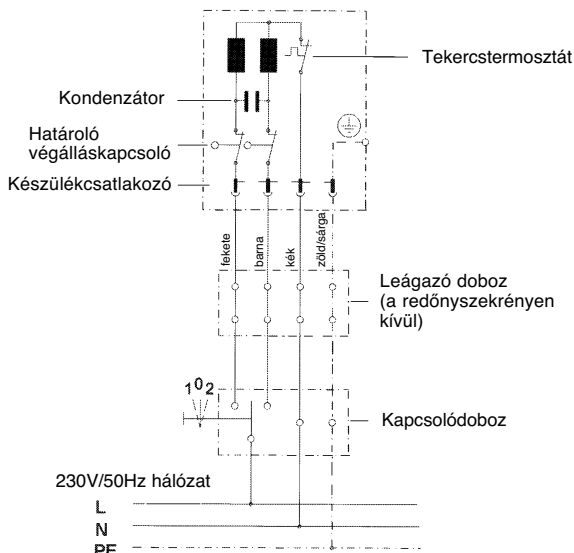 Tekercstermosztát
Kondenzátor
Határoló
végálláskapcsoló
Készülékcsatlakozó
fekete
barna
kék
zöld/sárga
Leágazó doboz
(a redőnyszekrényen
kívül)
1 0 2
Kapcsolódoboz
230V/50Hz hálózat
L
N
PE